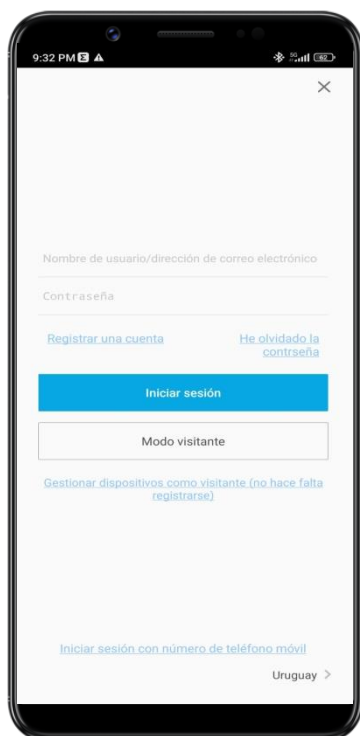 9:32 PM
5G
62
Nombre de usuario/dirección de correo electrónico
Contraseña
Registrar una cuenta
He olvidado la
contrseña
Iniciar sesión
Modo visitante
Gestionar dispositivos como visitante (no hace falta
registrarse)
Iniciar sesión con número de teléfono móvil
Uruguay